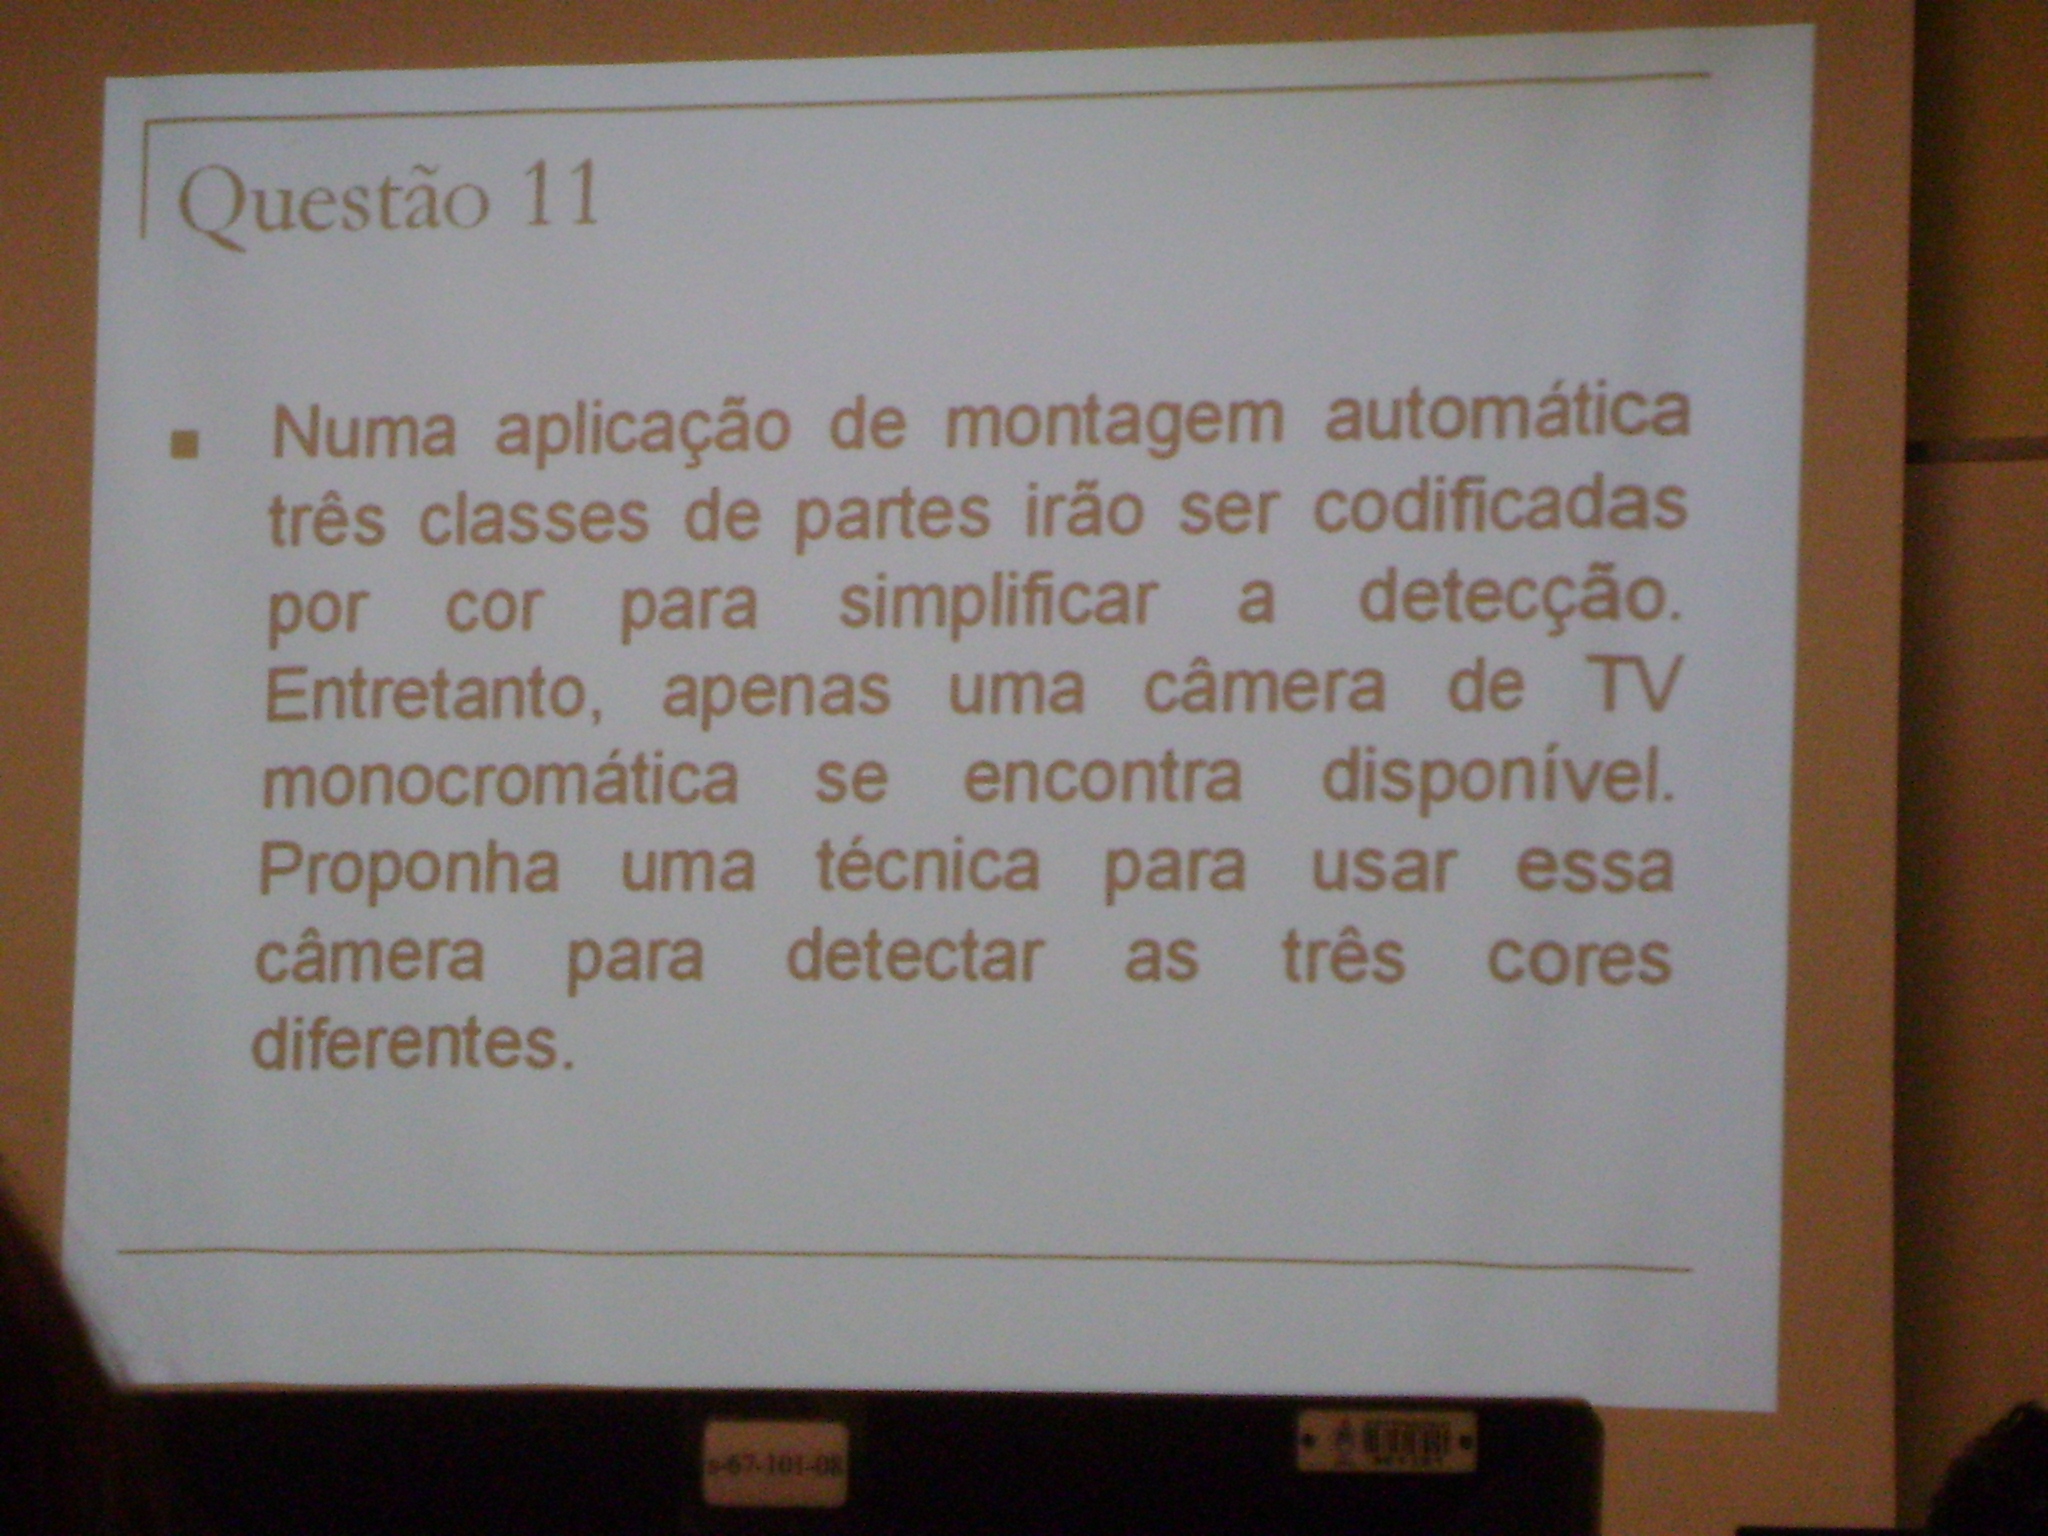 Questão 11
Numa aplicação de montagem automática
três classes de partes irão ser codificadas
por cor para simplificar a detecção.
Entretanto, apenas uma câmera de TV
monocromática se encontra disponível.
Proponha uma técnica para usar essa
câmera para detectar as três cores
diferentes.
s-67-101-08